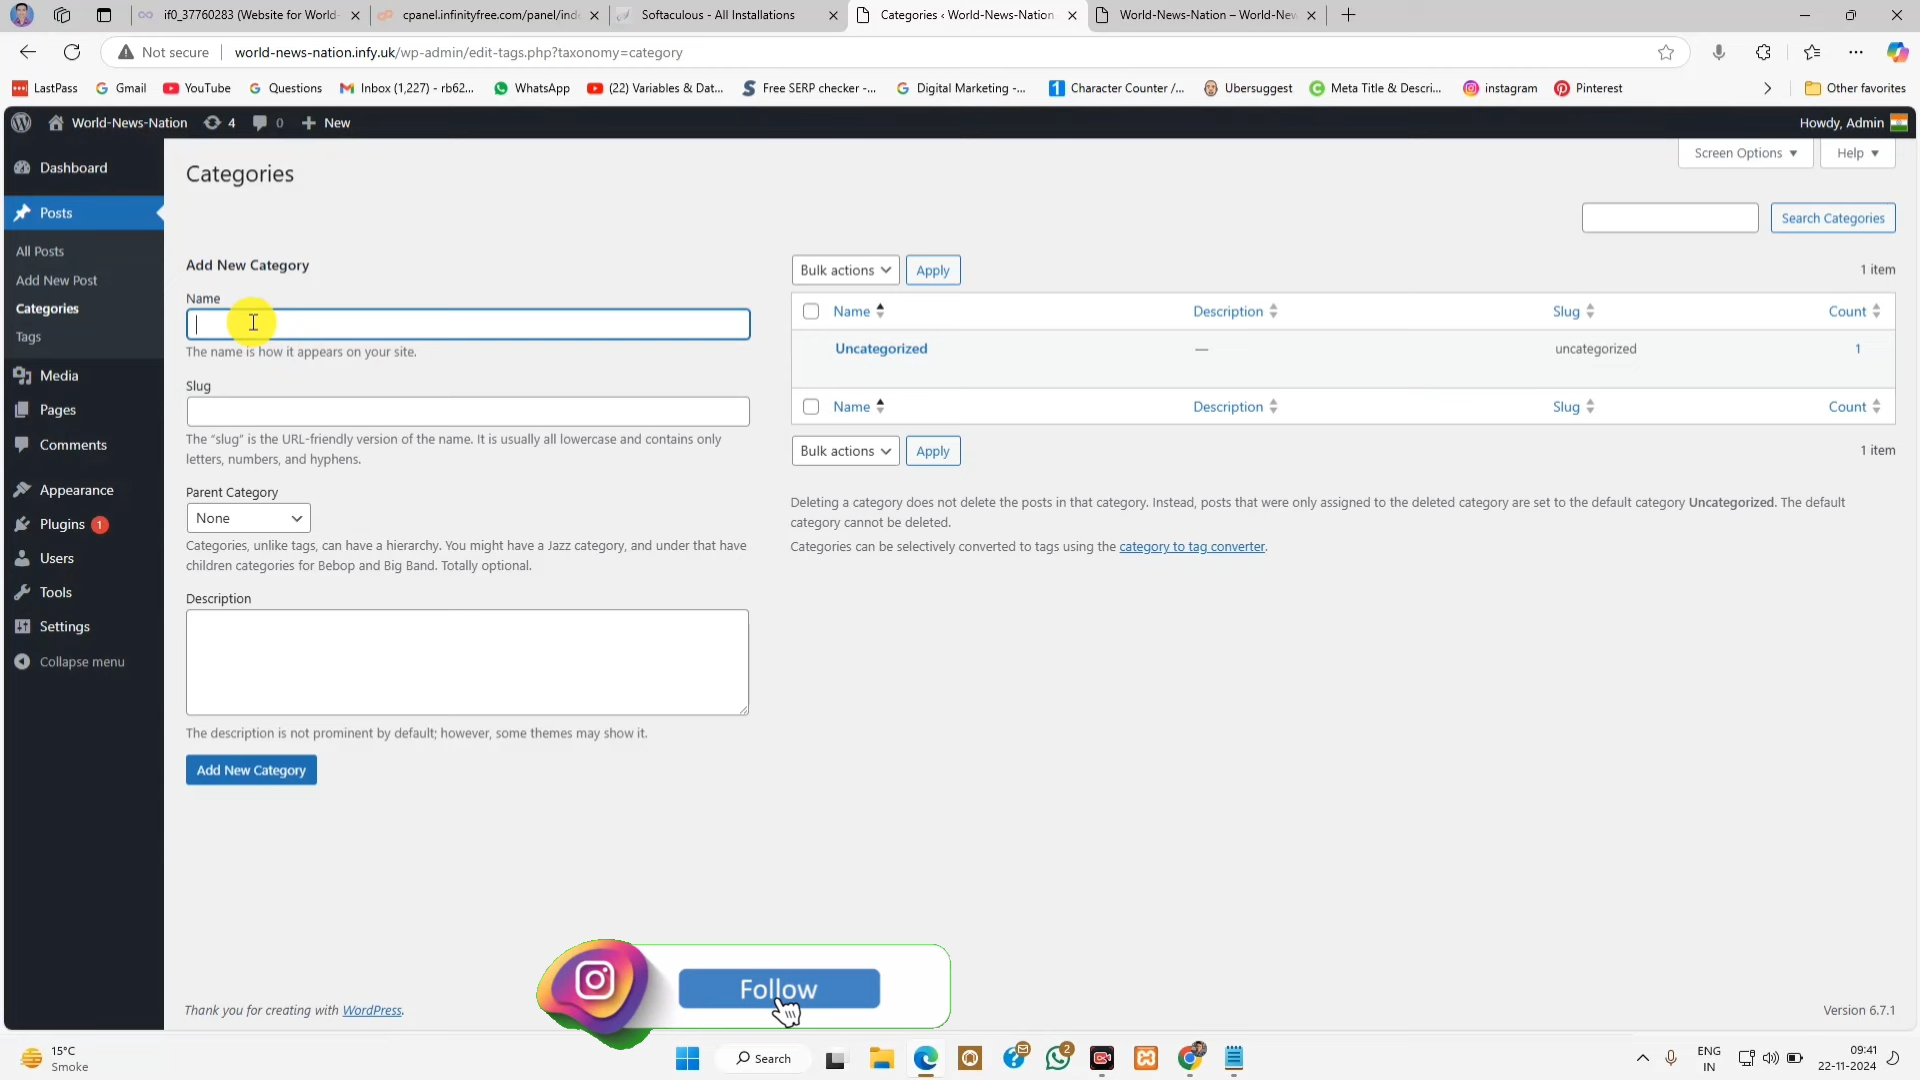 if0_37760283 (Website for World-
cpanel.infinityfree.com/panel/ind
Softaculous - All Installations
Categories ‹ World-News-Nation
World-News-Nation – World-New
Not secure
world-news-nation.infy.uk/wp-admin/edit-tags.php?taxonomy=category
LastPass
Gmail
YouTube
Questions
Inbox (1,227) - rb62...
WhatsApp
(22) Variables & Dat...
Free SERP checker -...
Digital Marketing -...
Character Counter /...
Ubersuggest
Meta Title & Descri...
instagram
Pinterest
Other favorites
World-News-Nation
4
0
New
Howdy, Admin
Dashboard
Posts
All Posts
Add New Post
Categories
Tags
Media
Pages
Comments
Appearance
Plugins 1
Users
Tools
Settings
Collapse menu
Screen Options
Help
Categories
Search Categories
Add New Category
Name
The name is how it appears on your site.
Slug
The “slug” is the URL-friendly version of the name. It is usually all lowercase and contains only
letters, numbers, and hyphens.
Parent Category
None
Categories, unlike tags, can have a hierarchy. You might have a Jazz category, and under that have
children categories for Bebop and Big Band. Totally optional.
Description
The description is not prominent by default; however, some themes may show it.
Add New Category
Bulk actions
Apply
1 item
Name
Description
Slug
Count
Uncategorized
—
uncategorized
1
Name
Description
Slug
Count
Bulk actions
Apply
1 item
Deleting a category does not delete the posts in that category. Instead, posts that were only assigned to the deleted category are set to the default category Uncategorized. The default
category cannot be deleted.
Categories can be selectively converted to tags using the category to tag converter.
Follow
Thank you for creating with WordPress.
Version 6.7.1
15°C
Smoke
Search
2
ENG
IN
09:41
22-11-2024